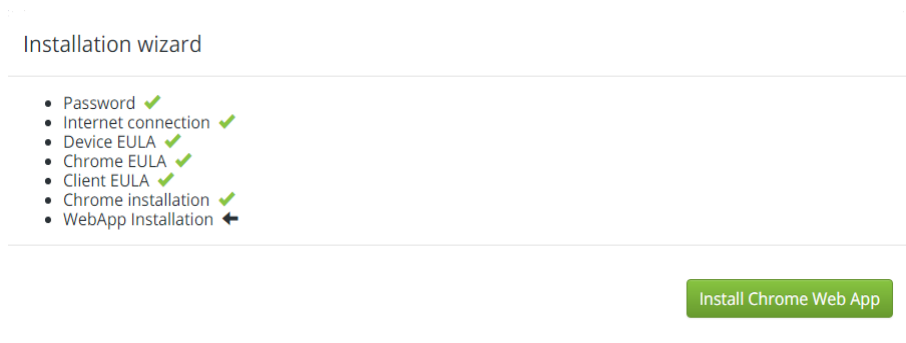 Installation wizard
Password
Internet connection
Device EULA
Chrome EULA
Client EULA
Chrome installation
WebApp Installation
Install Chrome Web App